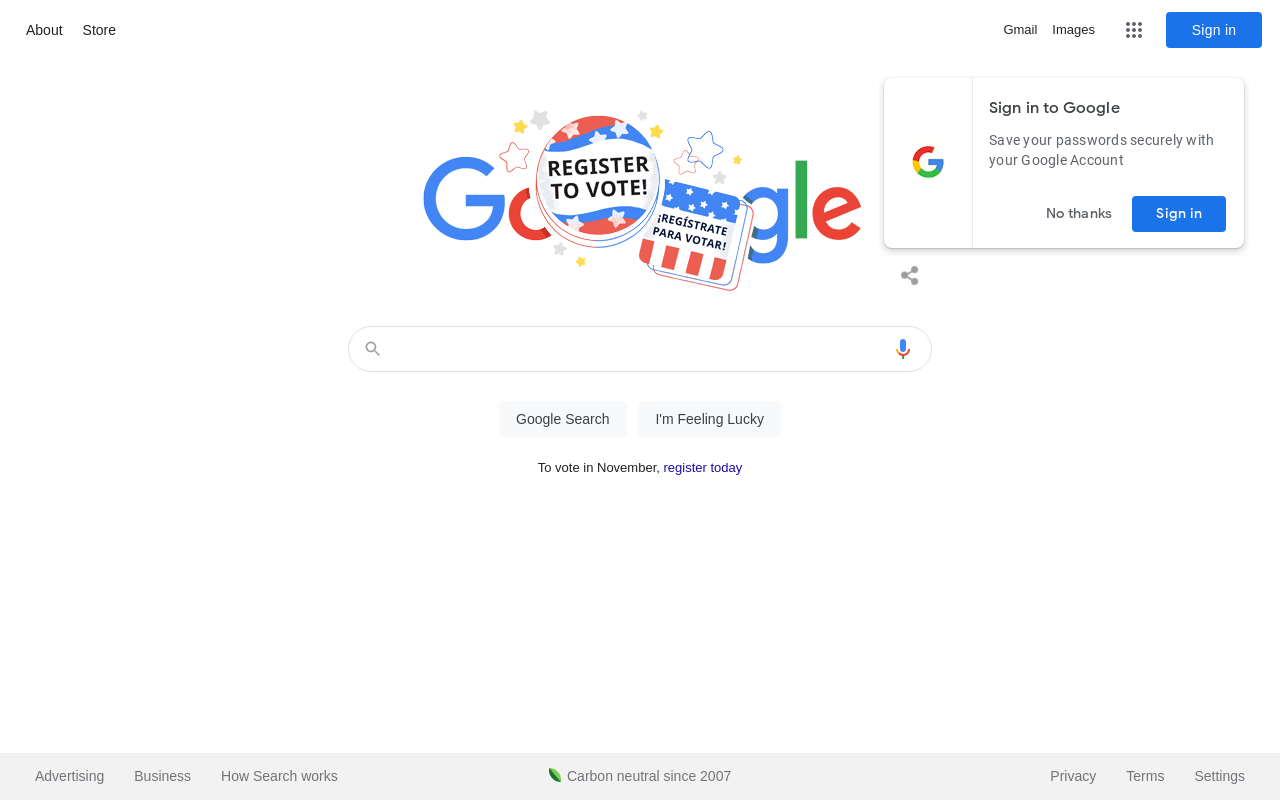 About Store
Gmail Images
Sign in
Google
REGISTER
TO VOTE!
¡REGÍSTRATE
PARA VOTAR!
Sign in to Google
Save your passwords securely with
your Google Account
No thanks
Sign in
Google Search
I'm Feeling Lucky
To vote in November, register today
Advertising Business How Search works
Carbon neutral since 2007
Privacy Terms Settings